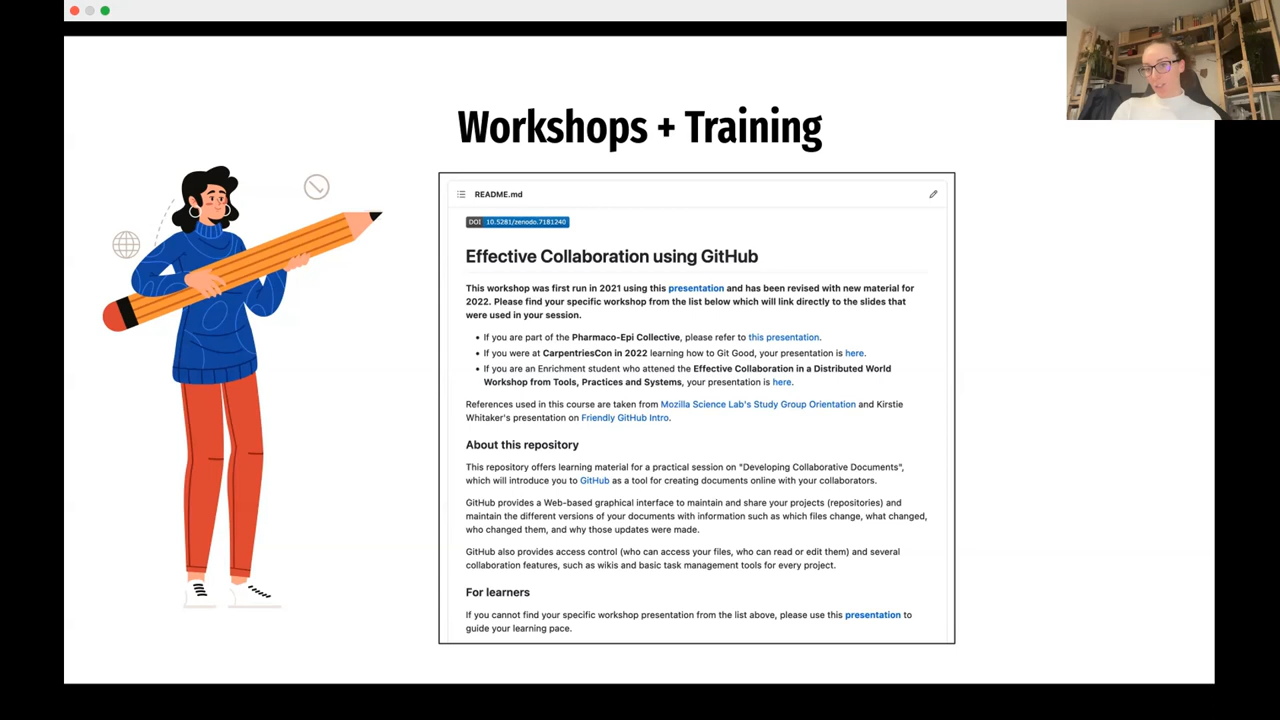 Workshops + Training
README.md
DOI 10.5281/zenodo.7181240
Effective Collaboration using GitHub
This workshop was first run in 2021 using this presentation and has been revised with new material for
2022. Please find your specific workshop from the list below which will link directly to the slides that
were used in your session.
• If you are part of the Pharmaco-Epi Collective, please refer to this presentation.
• If you were at CarpentriesCon in 2022 learning how to Git Good, your presentation is here.
• If you are an Enrichment student who attened the Effective Collaboration in a Distributed World
Workshop from Tools, Practices and Systems, your presentation is here.
References used in this course are taken from Mozilla Science Lab's Study Group Orientation and Kirstie
Whitaker's presentation on Friendly GitHub Intro.
About this repository
This repository offers learning material for a practical session on "Developing Collaborative Documents",
which will introduce you to GitHub as a tool for creating documents online with your collaborators.
GitHub provides a Web-based graphical interface to maintain and share your projects (repositories) and
maintain the different versions of your documents with information such as which files change, what changed,
who changed them, and why those updates were made.
GitHub also provides access control (who can access your files, who can read or edit them) and several
collaboration features, such as wikis and basic task management tools for every project.
For learners
If you cannot find your specific workshop presentation from the list above, please use this presentation to
guide your learning pace.